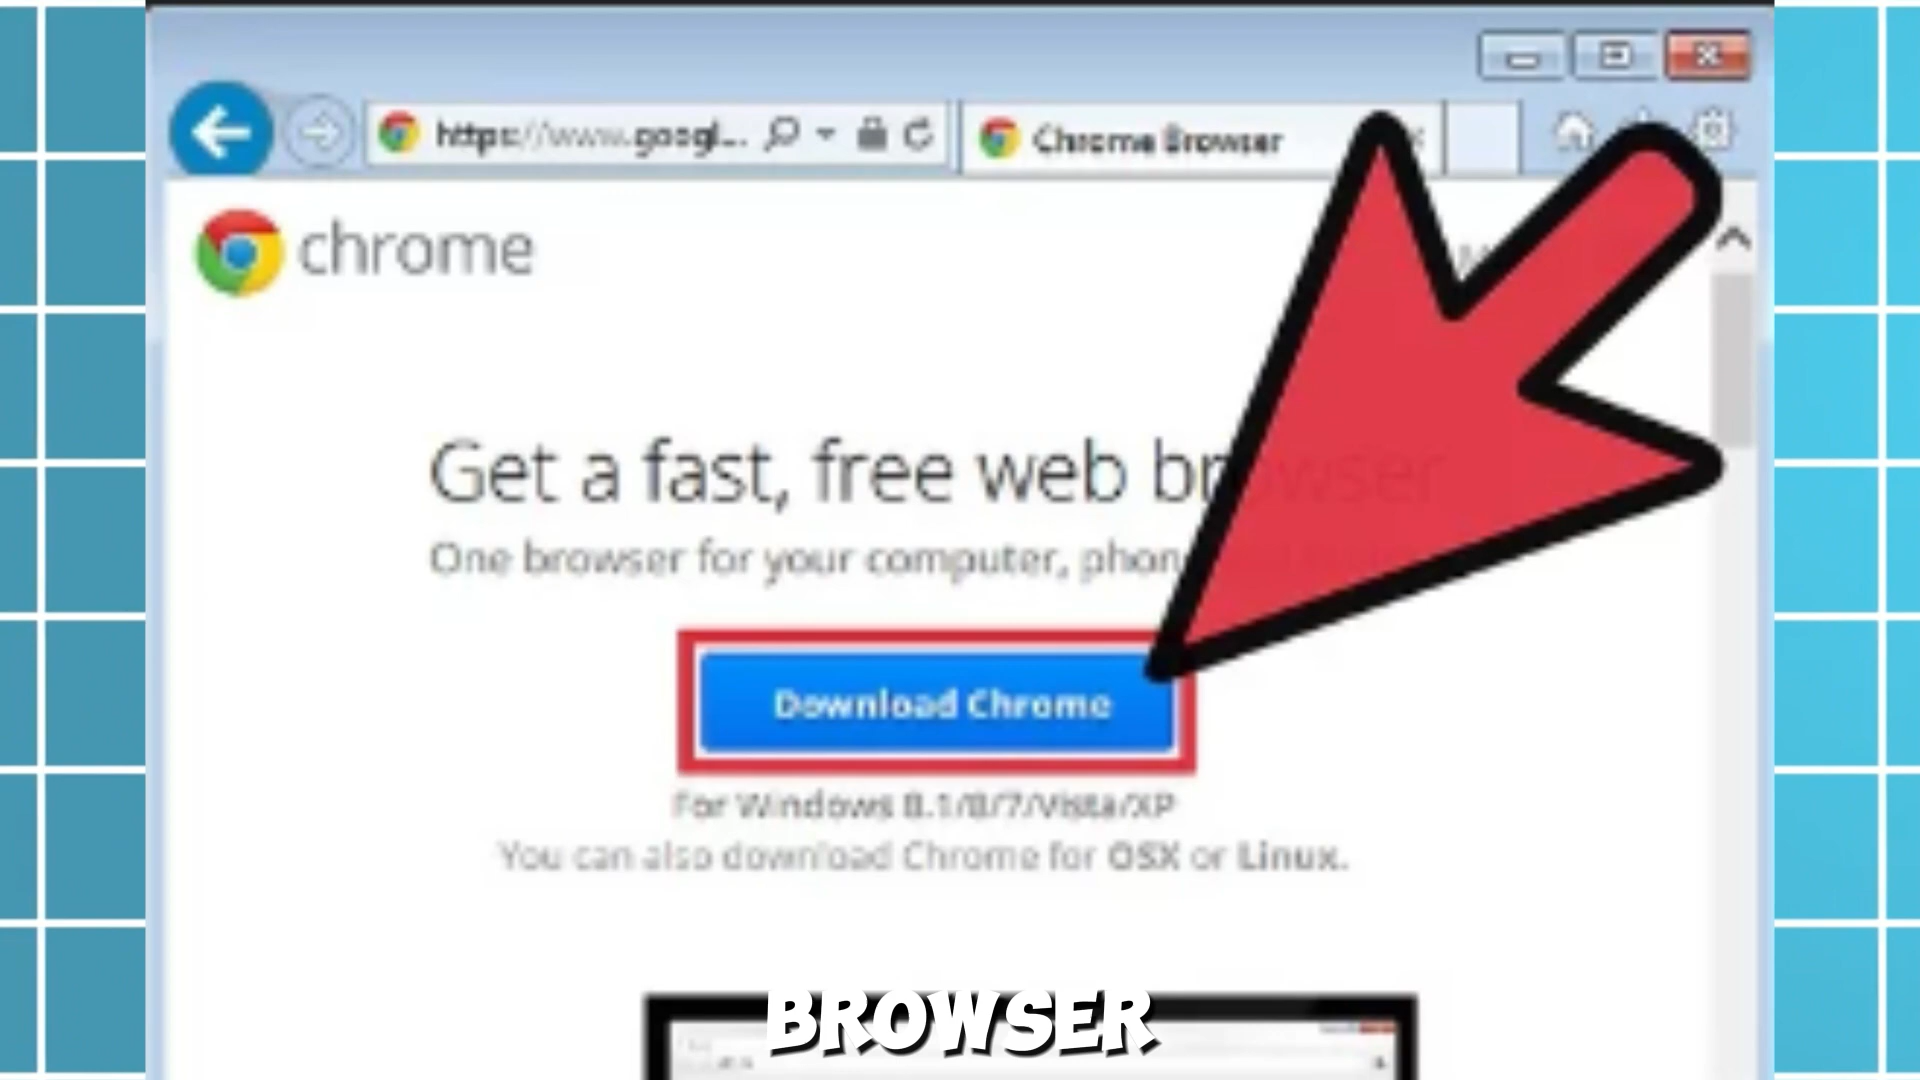 https://www.googl...
Chrome Browser
chrome
Get a fast, free web browser
One browser for your computer, phon
Download Chrome
For Windows 8.1/8/7/Vista/XP
You can also download Chrome for OSX or Linux.
BROWSER